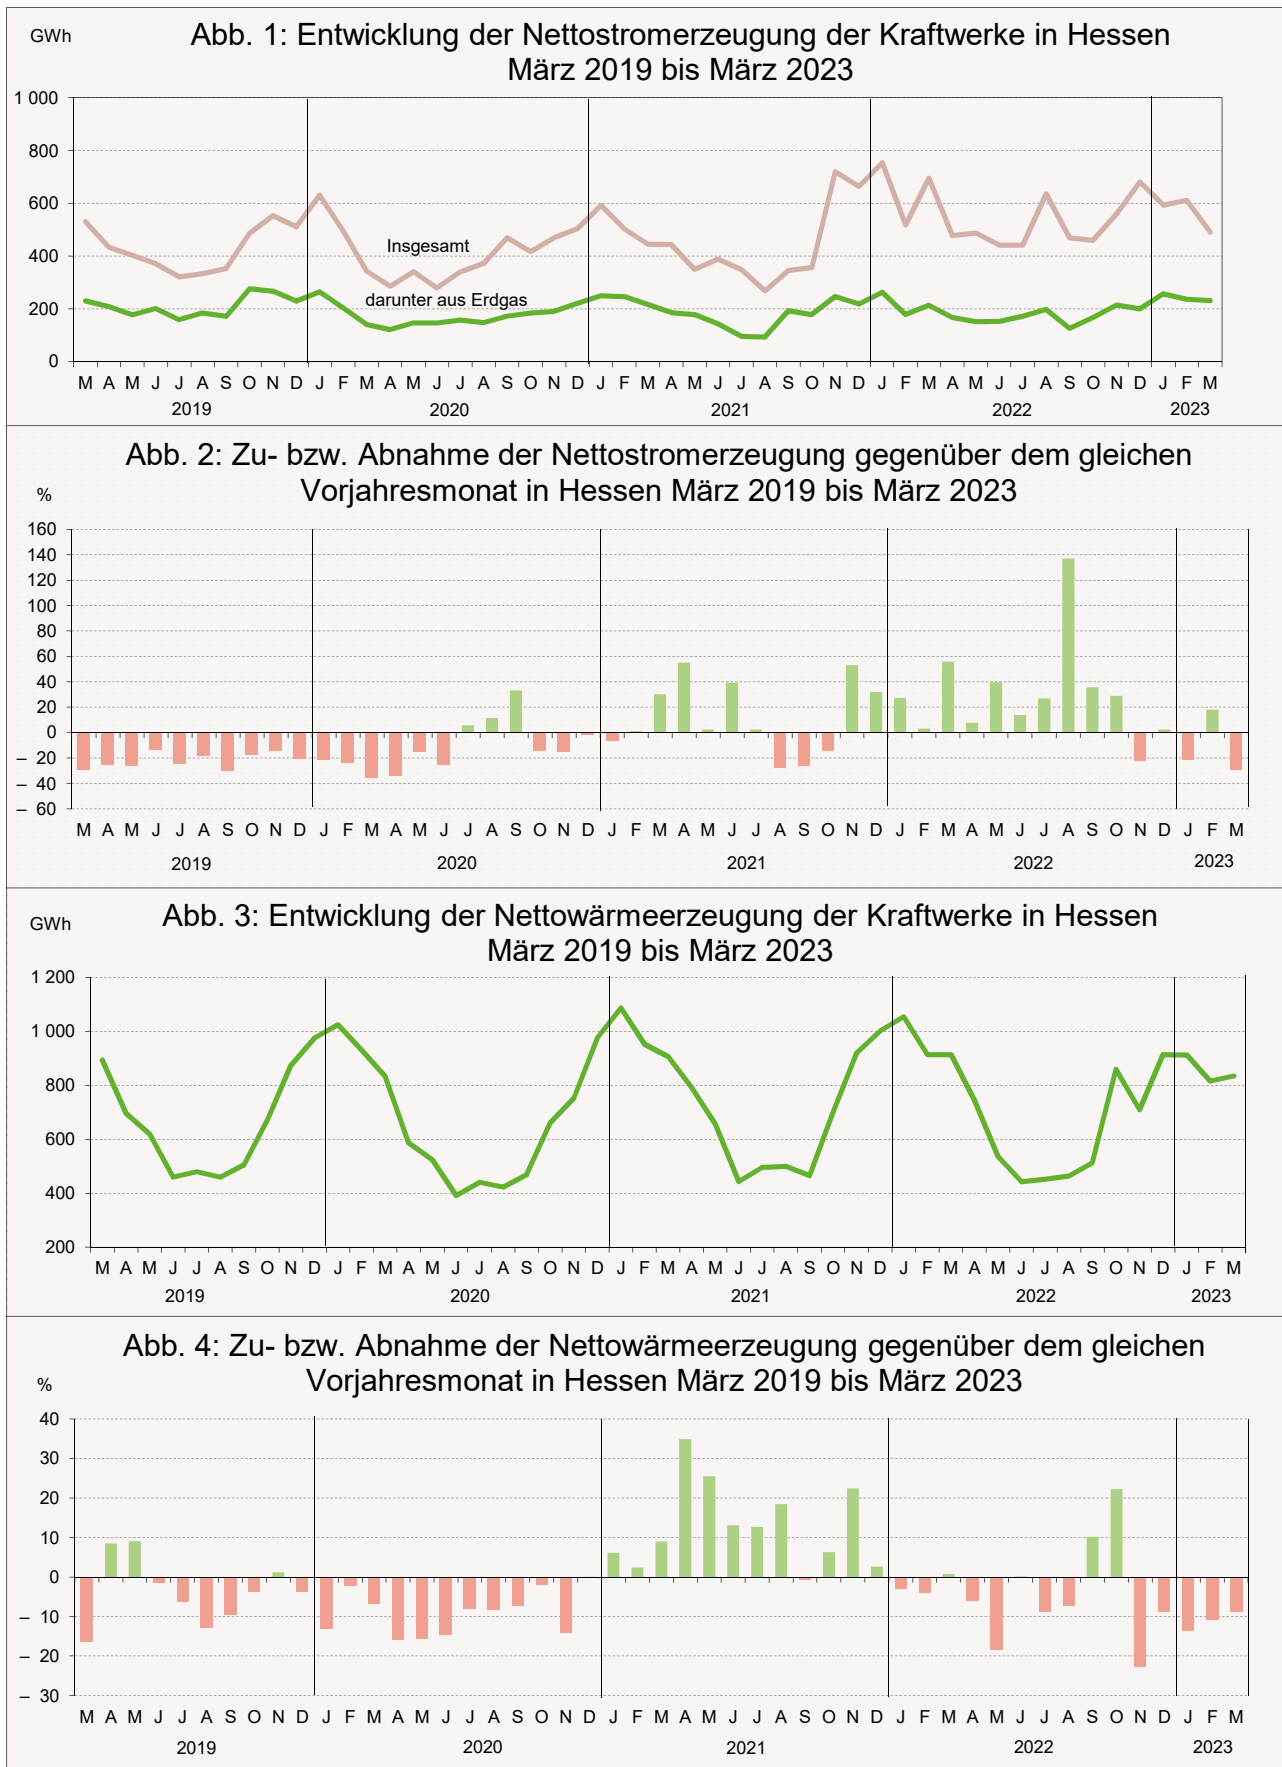 GWh
Abb. 1: Entwicklung der Nettostromerzeugung der Kraftwerke in Hessen
März 2019 bis März 2023
1 000
800
600
400
200
0
Insgesamt
darunter aus Erdgas
M A M J J A S O N D J F M A M J J A S O N D J F M A M J J A S O N D J F M A M J J A S O N D J F M
2019 2020 2021 2022 2023
Abb. 2: Zu- bzw. Abnahme der Nettostromerzeugung gegenüber dem gleichen
Vorjahresmonat in Hessen März 2019 bis März 2023
%
160
140
120
100
80
60
40
20
0
– 20
– 40
– 60
M A M J J A S O N D J F M A M J J A S O N D J F M A M J J A S O N D J F M A M J J A S O N D J F M
2019 2020 2021 2022 2023
GWh
Abb. 3: Entwicklung der Nettowärmeerzeugung der Kraftwerke in Hessen
März 2019 bis März 2023
1 200
1 000
800
600
400
200
M A M J J A S O N D J F M A M J J A S O N D J F M A M J J A S O N D J F M A M J J A S O N D J F M
2019 2020 2021 2022 2023
Abb. 4: Zu- bzw. Abnahme der Nettowärmeerzeugung gegenüber dem gleichen
Vorjahresmonat in Hessen März 2019 bis März 2023
%
40
30
20
10
0
– 10
– 20
– 30
M A M J J A S O N D J F M A M J J A S O N D J F M A M J J A S O N D J F M A M J J A S O N D J F M
2019 2020 2021 2022 2023